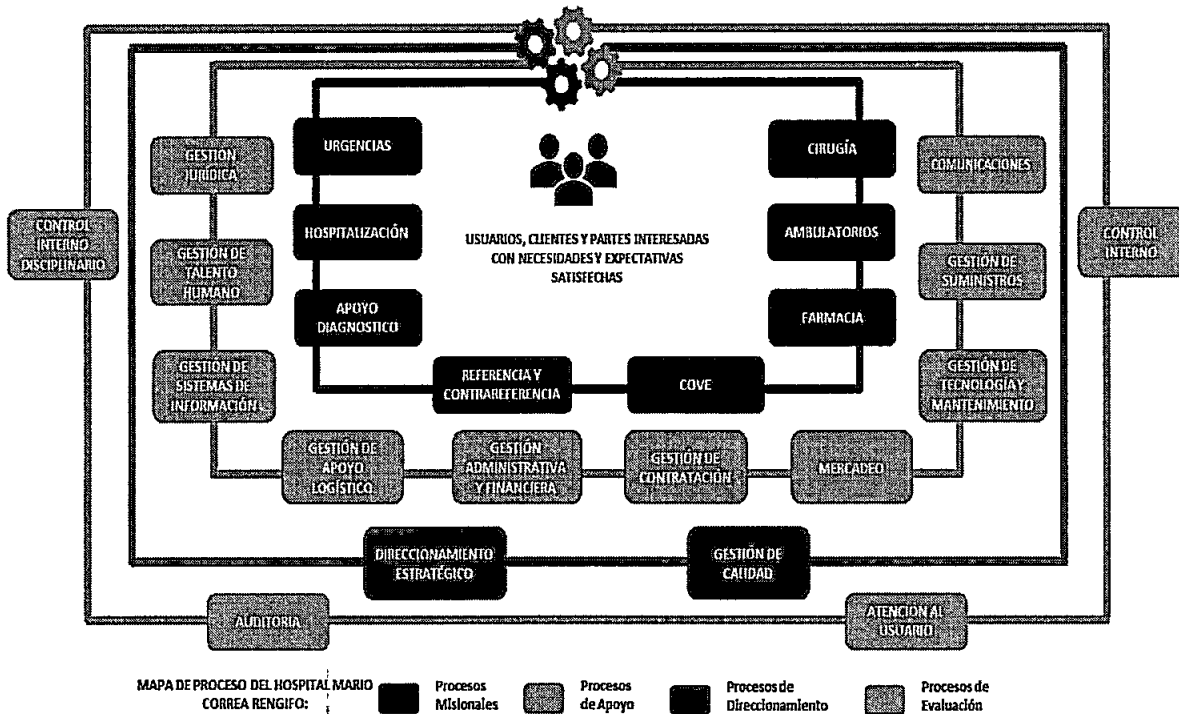 URGENCIAS
CIRUGÍA
GESTIÓN
JURÍDICA
COMUNICACIONES
CONTROL
INTERNO
DISCIPLINARIO
HOSPITALIZACIÓN
USUARIOS, CLIENTES Y PARTES INTERESADAS
CON NECESIDADES Y EXPECTATIVAS
SATISFECHAS
AMBULATORIOS
CONTROL
INTERNO
GESTIÓN DE
TALENTO
HUMANO
GESTIÓN DE
SUMINISTROS
APOYO
DIAGNOSTICO
FARMACIA
GESTIÓN DE
SISTEMAS DE
INFORMACIÓN
REFERENCIA Y
CONTRAREFERENCIA
COVE
GESTIÓN DE
TECNOLOGÍA Y
MANTENIMIENTO
GESTIÓN DE
APOYO
LOGÍSTICO
GESTIÓN
ADMINISTRATIVA
Y FINANCIERA
GESTIÓN DE
CONTRATACIÓN
MERCADEO
DIRECCIONAMIENTO
ESTRATÉGICO
GESTIÓN DE
CALIDAD
AUDITORIA
ATENCIÓN AL
USUARIO
MAPA DE PROCESO DEL HOSPITAL MARIO
CORREA RENGIFO:
Procesos
Misionales
Procesos
de Apoyo
Procesos de
Direccionamiento
Procesos de
Evaluación